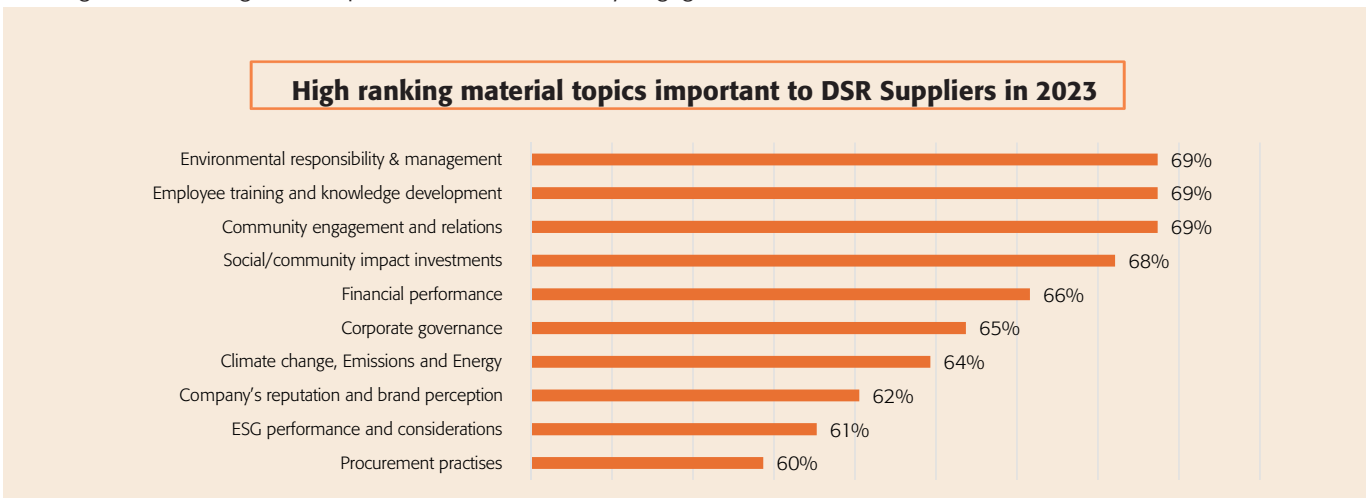 High ranking material topics important to DSR Suppliers in 2023
Environmental responsibility & management 69%
Employee training and knowledge development 69%
Community engagement and relations 69%
Social/community impact investments 68%
Financial performance 66%
Corporate governance 65%
Climate change, Emissions and Energy 64%
Company’s reputation and brand perception 62%
ESG performance and considerations 61%
Procurement practises 60%